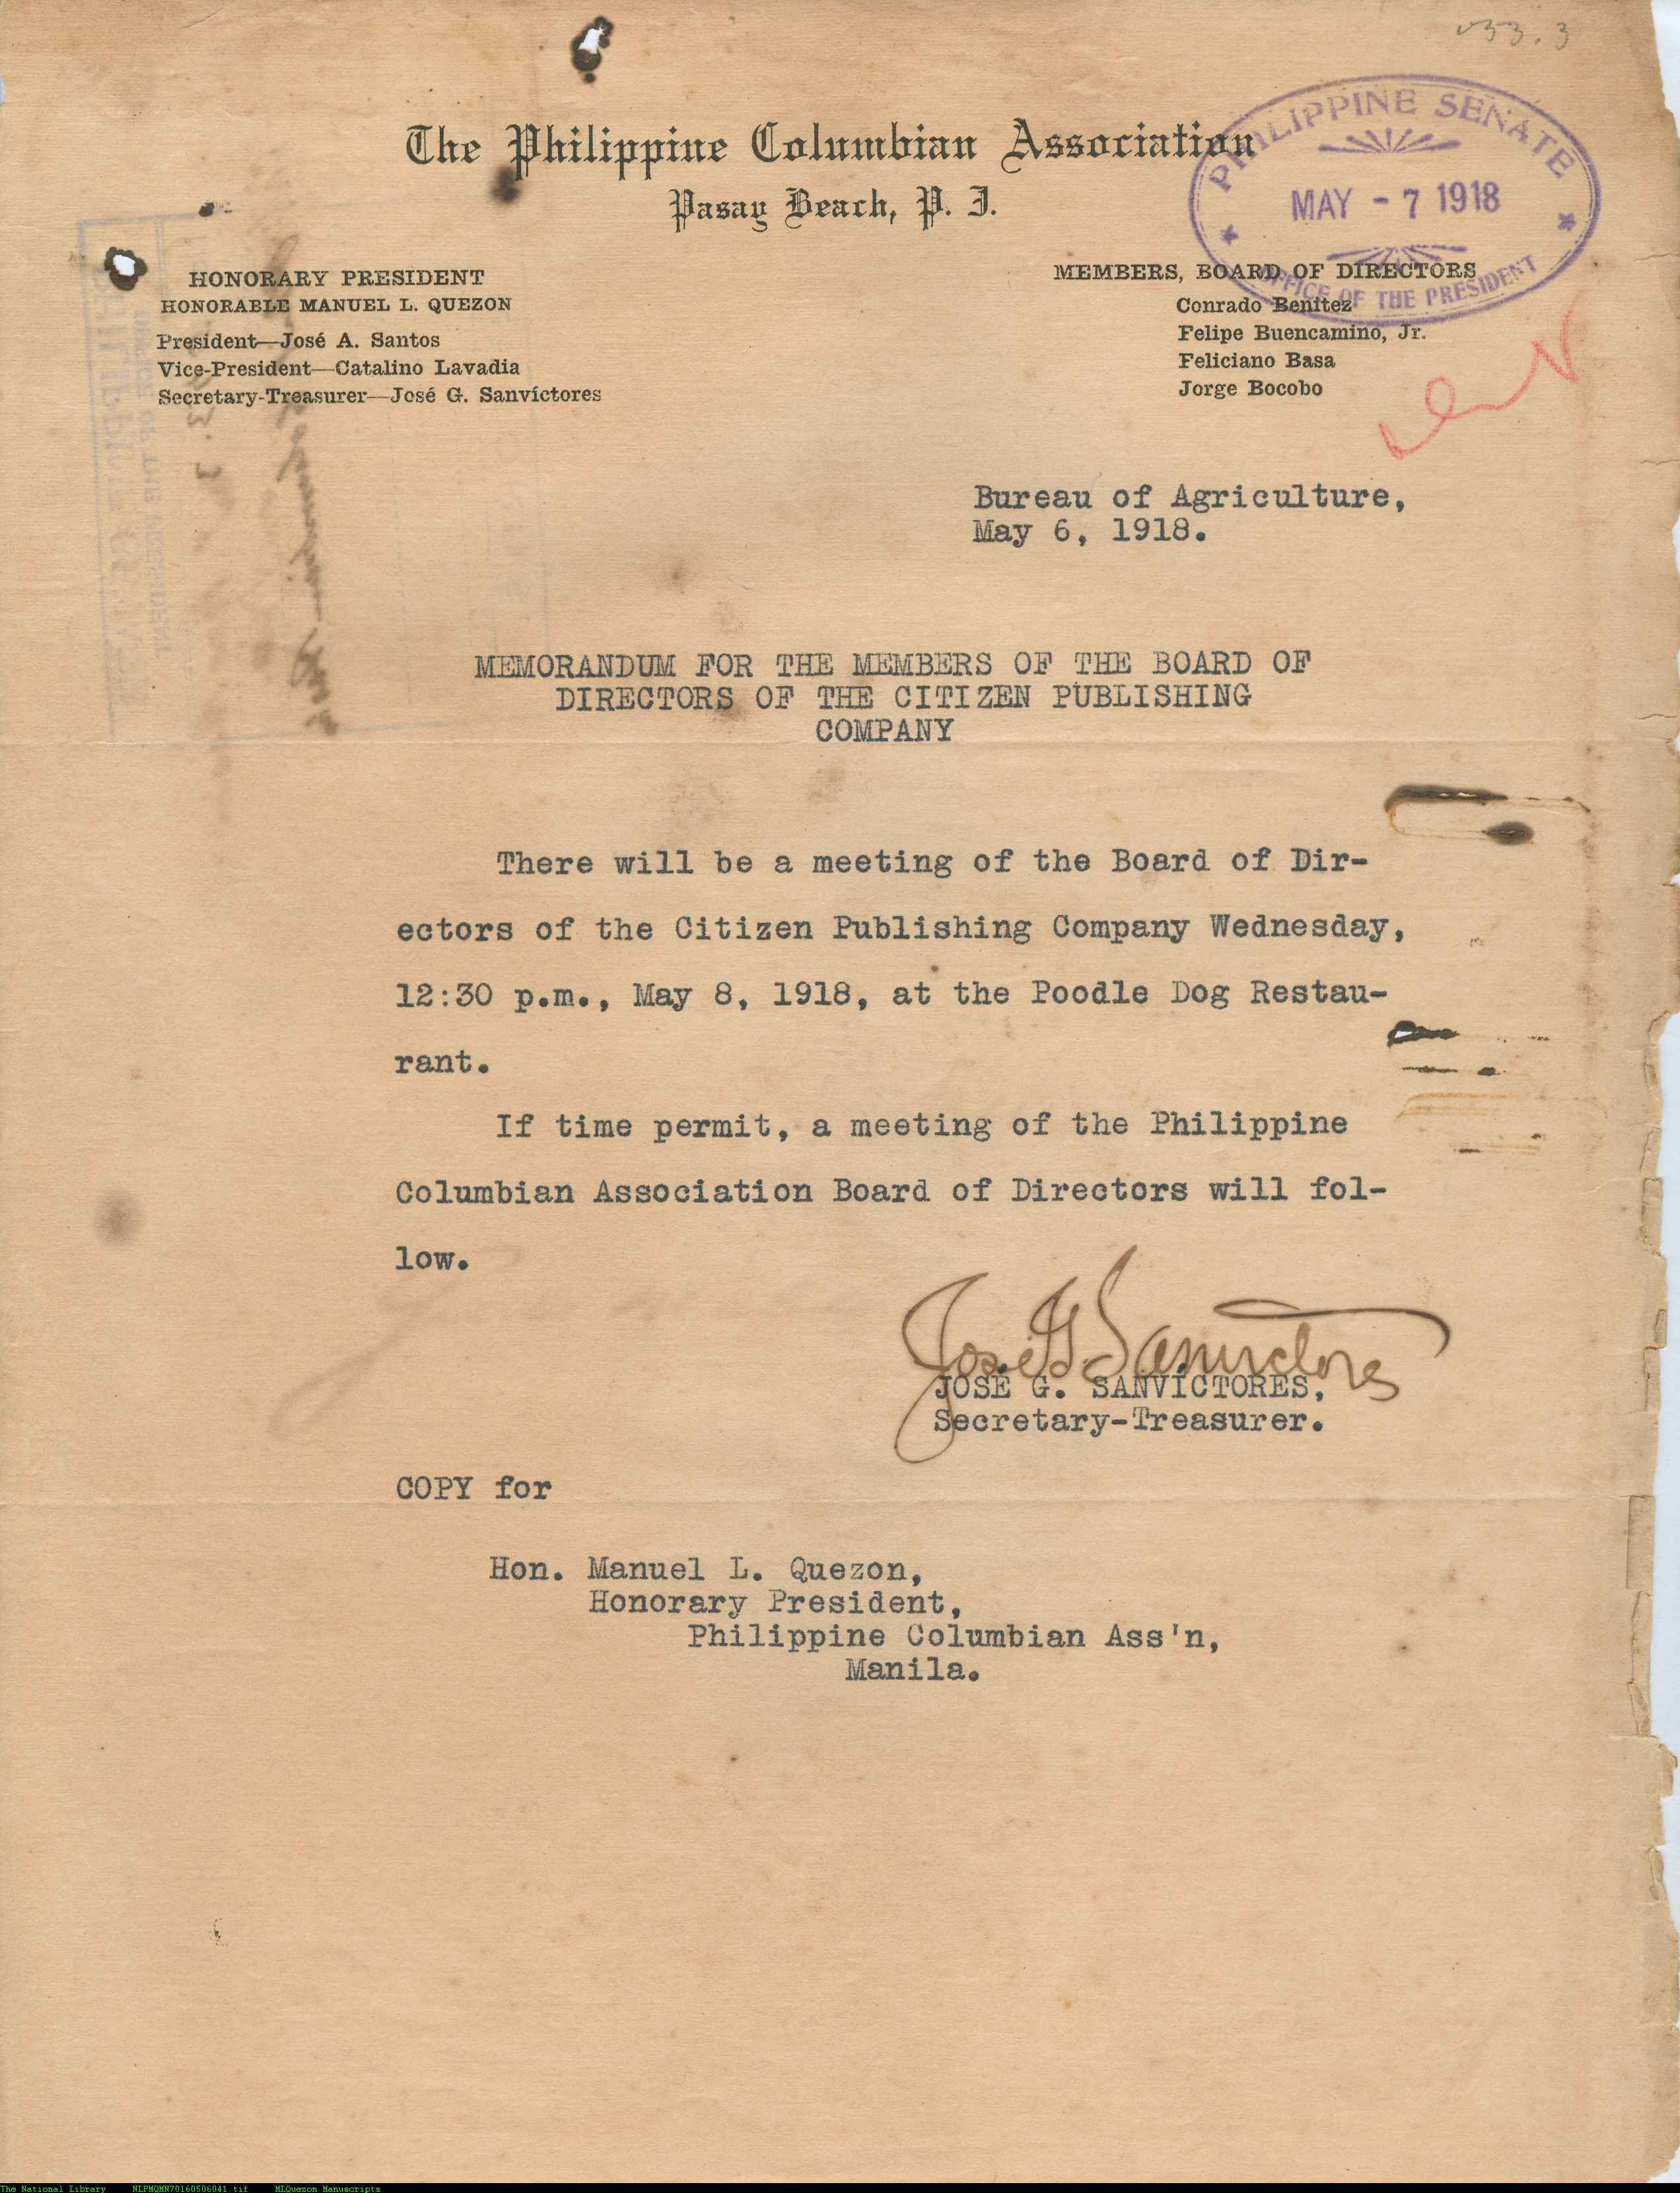 v33.3
The Philippine Columbian Association
Pasay Beach, P. I.
PHILIPPINE SENATE
MAY - 7 1918
OFFICE OF THE PRESIDENT
HONORARY PRESIDENT
HONORABLE MANUEL L. QUEZON
President—José A. Santos
Vice-President—Catalino Lavadia
Secretary-Treasurer—José G. Sanvíctores
MEMBERS, BOARD OF DIRECTORS
Conrado Benítez
Felipe Buencamino, Jr.
Feliciano Basa
Jorge Bocobo
Bureau of Agriculture,
May 6, 1918.
MEMORANDUM FOR THE MEMBERS OF THE BOARD OF
DIRECTORS OF THE CITIZEN PUBLISHING
COMPANY
There will be a meeting of the Board of Dir-
ectors of the Citizen Publishing Company Wednesday,
12:30 p.m., May 8, 1918, at the Poodle Dog Restau-
rant.
If time permit, a meeting of the Philippine
Columbian Association Board of Directors will fol-
low.
José G. Sanvictores
JOSÉ G. SANVÍCTORES,
Secretary-Treasurer.
COPY for
Hon. Manuel L. Quezon,
Honorary President,
Philippine Columbian Ass'n,
Manila.
The National Library NLPMQMN70160506041.tif MLQuezon Manuscripts